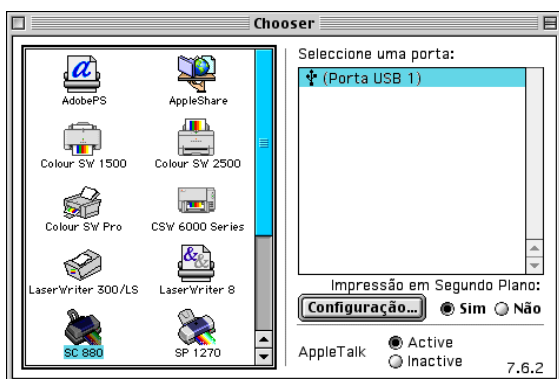 Chooser
AdobePS
AppleShare
Colour SW 1500
Colour SW 2500
Colour SW Pro
CSW 6000 Series
LaserWriter 300/LS
LaserWriter 8
SC 880
SP 1270
Seleccione uma porta:
(Porta USB 1)
Impressão em Segundo Plano:
Configuração...
Sim
Não
AppleTalk
Active
Inactive
7.6.2